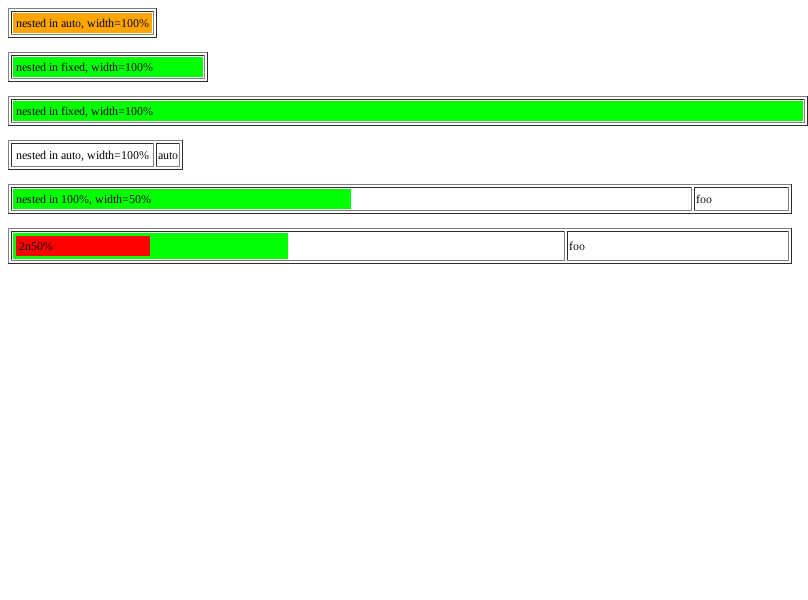 nested in auto, width=100%
nested in fixed, width=100%
nested in fixed, width=100%
nested in auto, width=100% auto
nested in 100%, width=50% foo
2n50% foo